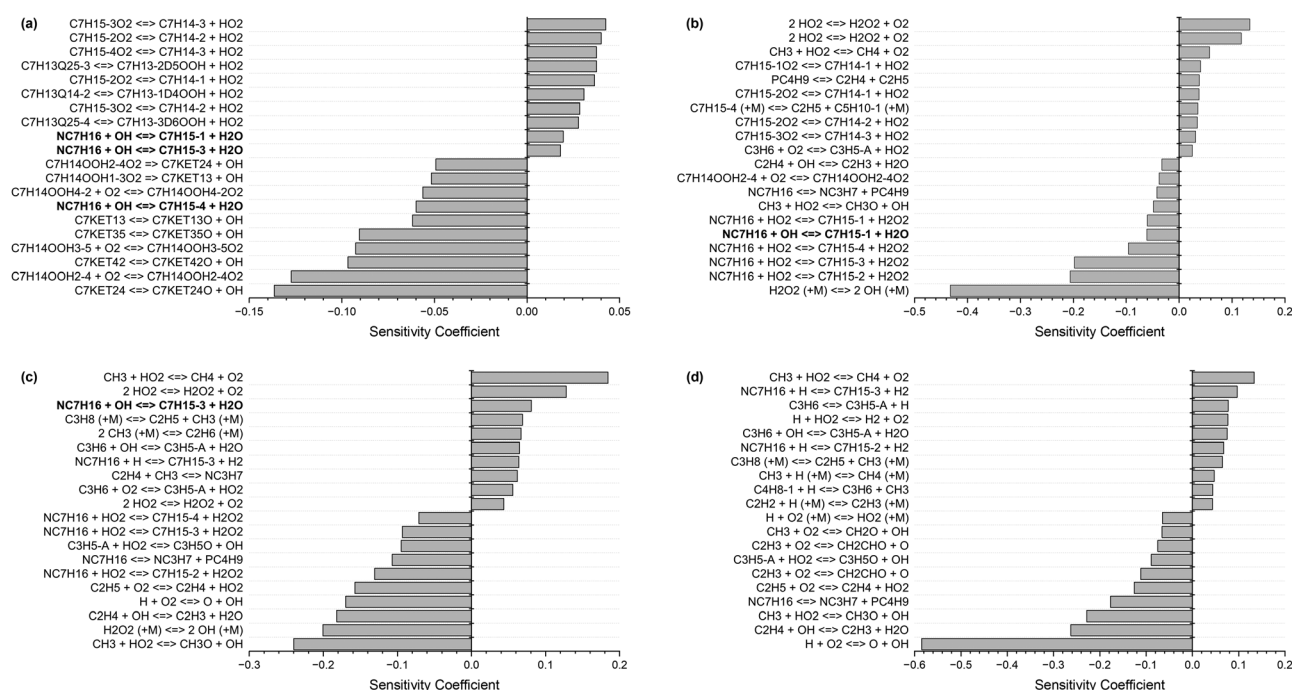 (a)
C7H15-3O2 <=> C7H14-3 + HO2
C7H15-2O2 <=> C7H14-2 + HO2
C7H15-4O2 <=> C7H14-3 + HO2
C7H13Q25-3 <=> C7H13-2D5OOH + HO2
C7H15-2O2 <=> C7H14-1 + HO2
C7H13Q14-2 <=> C7H13-1D4OOH + HO2
C7H15-3O2 <=> C7H14-2 + HO2
C7H13Q25-4 <=> C7H13-3D6OOH + HO2
NC7H16 + OH <=> C7H15-1 + H2O
NC7H16 + OH <=> C7H15-3 + H2O
C7H14OOH2-4O2 <=> C7KET24 + OH
C7H14OOH1-3O2 <=> C7KET13 + OH
C7H14OOH4-2 + O2 <=> C7H14OOH4-2O2
NC7H16 + OH <=> C7H15-4 + H2O
C7KET13 <=> C7KET13O + OH
C7KET35 <=> C7KET35O + OH
C7H14OOH3-5 + O2 <=> C7H14OOH3-5O2
C7KET42 <=> C7KET42O + OH
C7H14OOH2-4 + O2 <=> C7H14OOH2-4O2
C7KET24 <=> C7KET24O + OH
−0.15 −0.10 −0.05 0.00 0.05
Sensitivity Coefficient
(b)
2 HO2 <=> H2O2 + O2
2 HO2 <=> H2O2 + O2
CH3 + HO2 <=> CH4 + O2
C7H15-1O2 <=> C7H14-1 + HO2
PC4H9 <=> C2H4 + C2H5
C7H15-2O2 <=> C7H14-1 + HO2
C7H15-4 (+M) <=> C2H5 + C5H10-1 (+M)
C7H15-2O2 <=> C7H14-2 + HO2
C7H15-3O2 <=> C7H14-3 + HO2
C3H6 + O2 <=> C3H5-A + HO2
C2H4 + OH <=> C2H3 + H2O
C7H14OOH2-4 + O2 <=> C7H14OOH2-4O2
NC7H16 <=> NC3H7 + PC4H9
CH3 + HO2 <=> CH3O + OH
NC7H16 + HO2 <=> C7H15-1 + H2O2
NC7H16 + OH <=> C7H15-1 + H2O
NC7H16 + HO2 <=> C7H15-4 + H2O2
NC7H16 + HO2 <=> C7H15-3 + H2O2
NC7H16 + HO2 <=> C7H15-2 + H2O2
H2O2 (+M) <=> 2 OH (+M)
−0.5 −0.4 −0.3 −0.2 −0.1 0.0 0.1 0.2
Sensitivity Coefficient
(c)
CH3 + HO2 <=> CH4 + O2
2 HO2 <=> H2O2 + O2
NC7H16 + OH <=> C7H15-3 + H2O
C3H8 (+M) <=> C2H5 + CH3 (+M)
2 CH3 (+M) <=> C2H6 (+M)
C3H6 + OH <=> C3H5-A + H2O
NC7H16 + H <=> C7H15-3 + H2
C2H4 + CH3 <=> NC3H7
C3H6 + O2 <=> C3H5-A + HO2
2 HO2 <=> H2O2 + O2
NC7H16 + HO2 <=> C7H15-4 + H2O2
NC7H16 + HO2 <=> C7H15-3 + H2O2
C3H5-A + HO2 <=> C3H5O + OH
NC7H16 <=> NC3H7 + PC4H9
NC7H16 + HO2 <=> C7H15-2 + H2O2
C2H5 + O2 <=> C2H4 + HO2
H + O2 <=> O + OH
C2H4 + OH <=> C2H3 + H2O
H2O2 (+M) <=> 2 OH (+M)
CH3 + HO2 <=> CH3O + OH
−0.3 −0.2 −0.1 0.0 0.1 0.2
Sensitivity Coefficient
(d)
CH3 + HO2 <=> CH4 + O2
NC7H16 + H <=> C7H15-3 + H2
C3H6 <=> C3H5-A + H
H + HO2 <=> H2 + O2
C3H6 + OH <=> C3H5-A + H2O
NC7H16 + H <=> C7H15-2 + H2
C3H8 (+M) <=> C2H5 + CH3 (+M)
CH3 + H (+M) <=> CH4 (+M)
C4H8-1 + H <=> C3H6 + CH3
C2H2 + H (+M) <=> C2H3 (+M)
H + O2 (+M) <=> HO2 (+M)
CH3 + O2 <=> CH2O + OH
C2H3 + O2 <=> CH2CHO + O
C3H5-A + HO2 <=> C3H5O + OH
C2H3 + O2 <=> CH2CHO + O
C2H5 + O2 <=> C2H4 + HO2
NC7H16 <=> NC3H7 + PC4H9
CH3 + HO2 <=> CH3O + OH
C2H4 + OH <=> C2H3 + H2O
H + O2 <=> O + OH
−0.6 −0.5 −0.4 −0.3 −0.2 −0.1 0.0 0.1 0.2
Sensitivity Coefficient